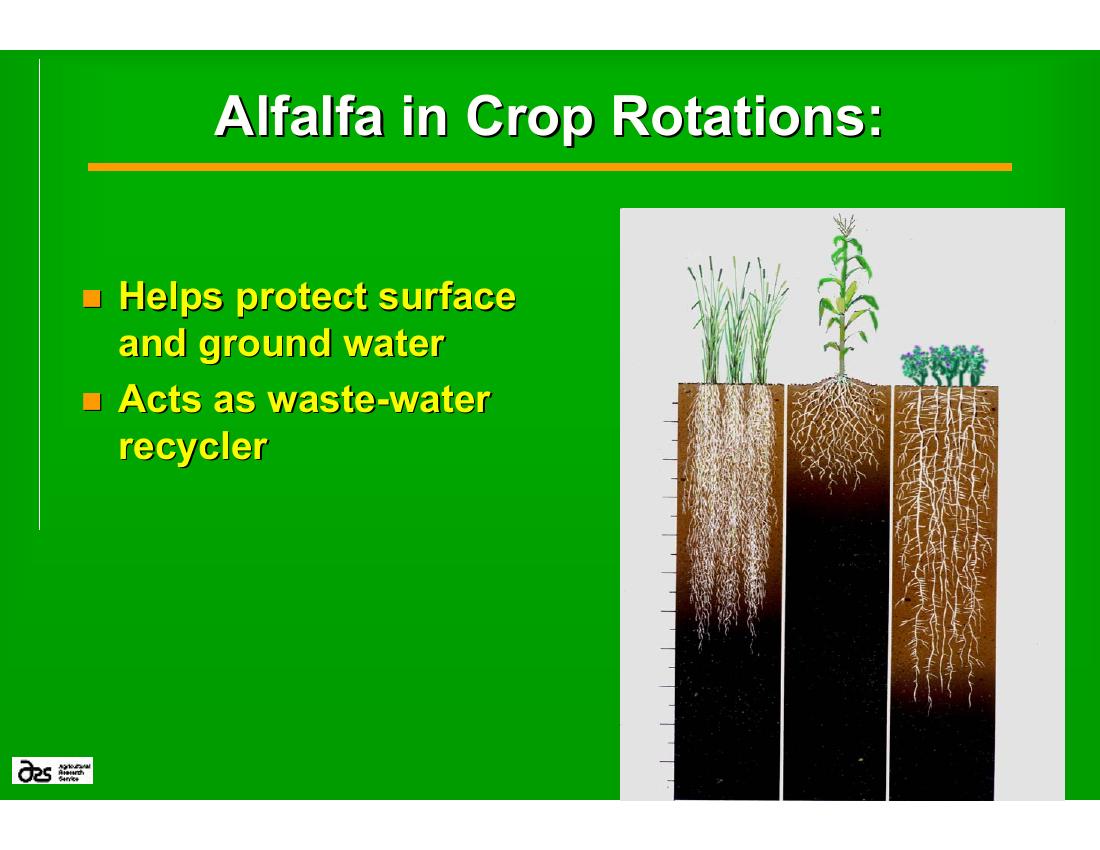 Alfalfa in Crop Rotations:
Helps protect surface
and ground water
Acts as waste-water
recycler
ars
Agricultural
Research
Service